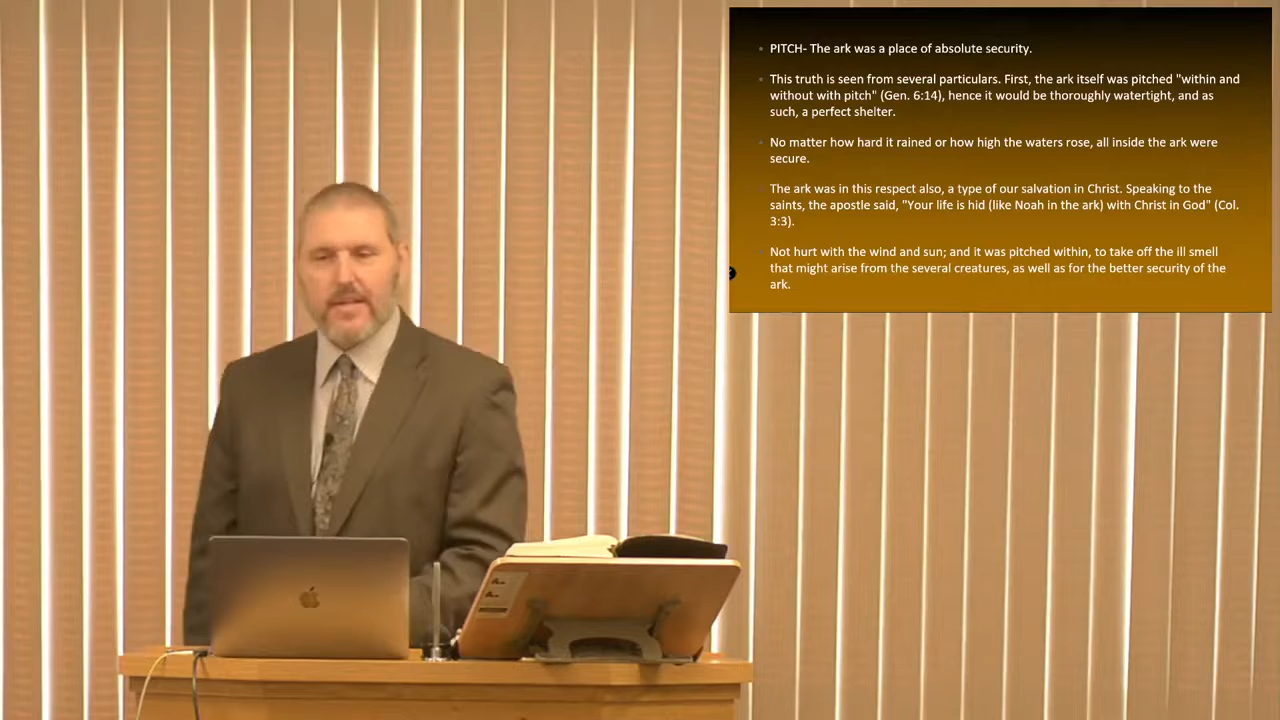 PITCH- The ark was a place of absolute security.
This truth is seen from several particulars. First, the ark itself was pitched "within and
without with pitch" (Gen. 6:14), hence it would be thoroughly watertight, and as
such, a perfect shelter.
No matter how hard it rained or how high the waters rose, all inside the ark were
secure.
The ark was in this respect also, a type of our salvation in Christ. Speaking to the
saints, the apostle said, "Your life is hid (like Noah in the ark) with Christ in God" (Col.
3:3).
Not hurt with the wind and sun; and it was pitched within, to take off the ill smell
that might arise from the several creatures, as well as for the better security of the
ark.